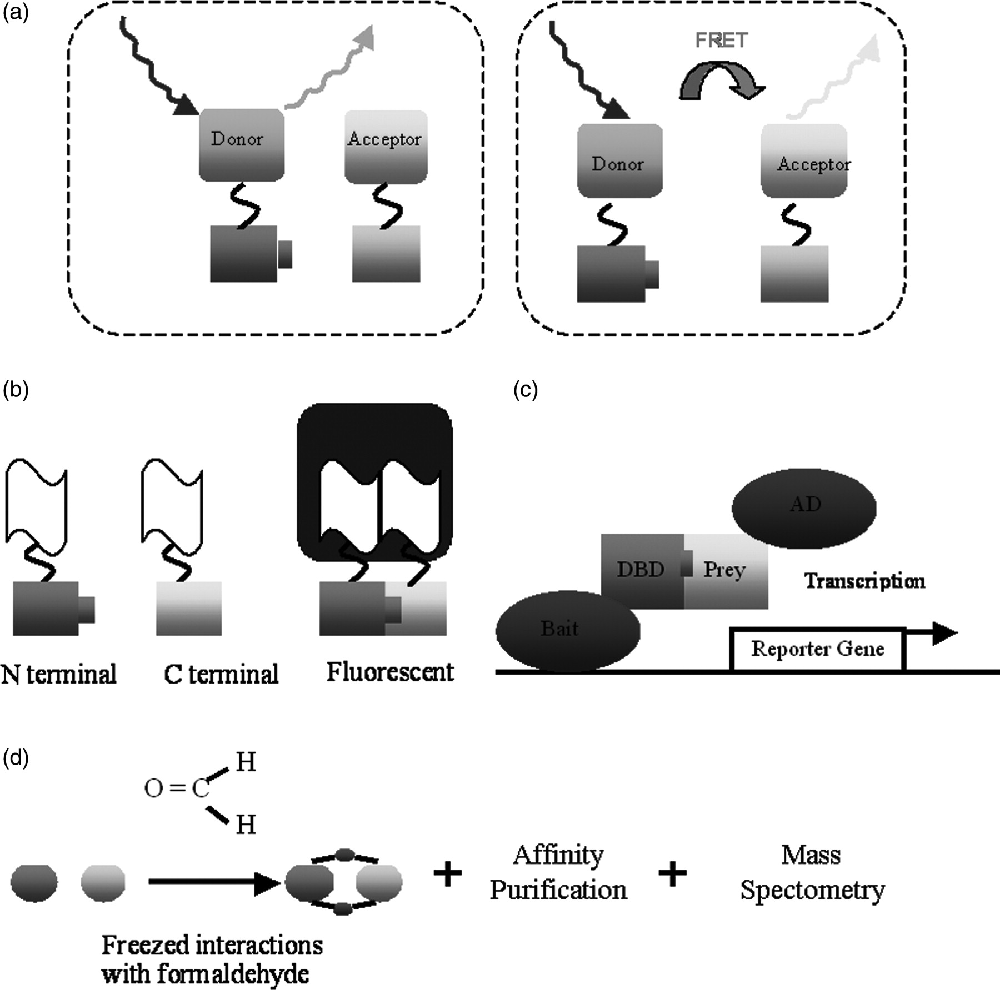 (a)
FRET
Donor
Acceptor
Donor
Acceptor
(b)
N terminal
C terminal
Fluorescent
(c)
AD
DBD
Prey
Transcription
Bait
Reporter Gene
(d)
H
O = C
H
+
Affinity
Purification
+
Mass
Spectometry
Freezed interactions
with formaldehyde